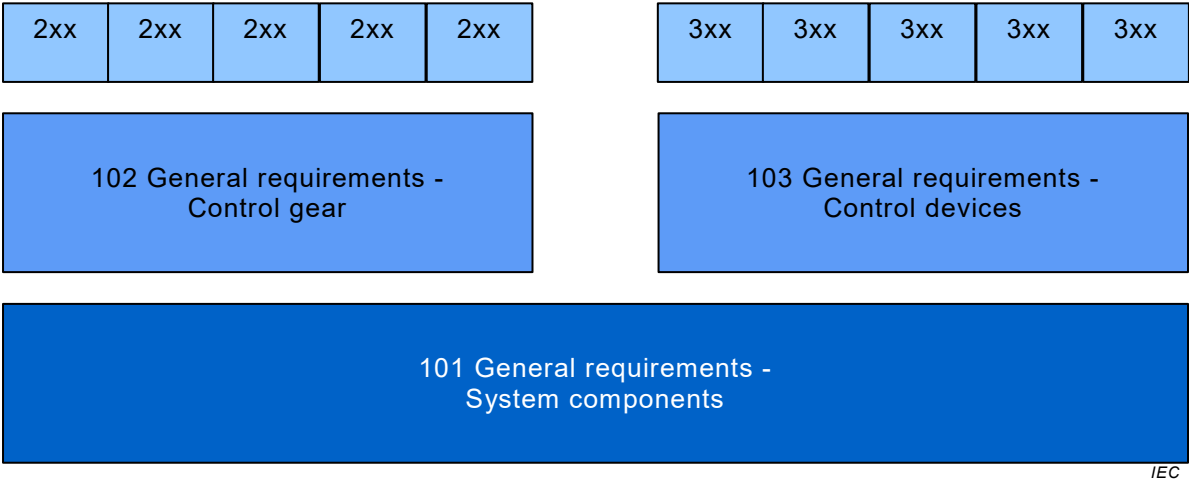 2xx 2xx 2xx 2xx 2xx 3xx 3xx 3xx 3xx 3xx
102 General requirements -
Control gear
103 General requirements -
Control devices
101 General requirements -
System components
IEC